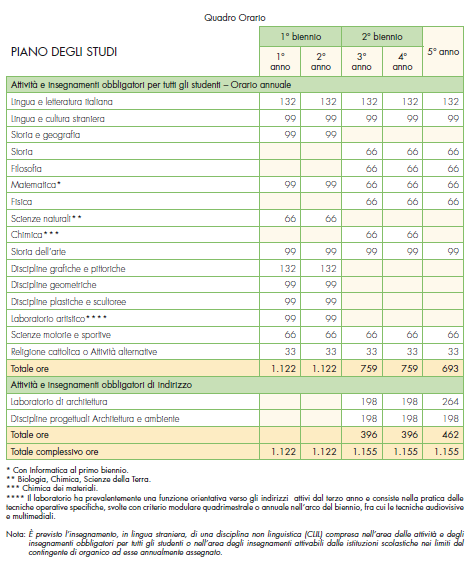 Quadro Orario
PIANO DEGLI STUDI
1° biennio 2° biennio 5° anno
1° anno 2° anno 3° anno 4° anno
Attività e insegnamenti obbligatori per tutti gli studenti – Orario annuale
Lingua e letteratura italiana 132 132 132 132 132
Lingua e cultura straniera 99 99 99 99 99
Storia e geografia 99 99
Storia 66 66 66
Filosofia 66 66 66
Matematica* 99 99 66 66 66
Fisica 66 66 66
Scienze naturali** 66 66
Chimica*** 66 66
Storia dell'arte 99 99 99 99 99
Discipline grafiche e pittoriche 132 132
Discipline geometriche 99 99
Discipline plastiche e scultoree 99 99
Laboratorio artistico**** 99 99
Scienze motorie e sportive 66 66 66 66 66
Religione cattolica o Attività alternative 33 33 33 33 33
Totale ore 1.122 1.122 759 759 693
Attività e insegnamenti obbligatori di indirizzo
Laboratorio di architettura 198 198 264
Discipline progettuali Architettura e ambiente 198 198 198
Totale ore 396 396 462
Totale complessivo ore 1.122 1.122 1.155 1.155 1.155
* Con Informatica al primo biennio.
** Biologia, Chimica, Scienze della Terra.
*** Chimica dei materiali.
**** Il laboratorio ha prevalentemente una funzione orientativa verso gli indirizzi attivi dal terzo anno e consiste nella pratica delle
tecniche operative specifiche, svolte con criterio modulare quadrimestrale o annuale nell'arco del biennio, fra cui le tecniche audiovisive
e multimediali.
Nota: È previsto l'insegnamento, in lingua straniera, di una disciplina non linguistica (CLIL) compresa nell'area delle attività e degli
insegnamenti obbligatori per tutti gli studenti o nell'area degli insegnamenti attivabili dalle istituzioni scolastiche nei limiti del
contingente di organico ad esse annualmente assegnato.